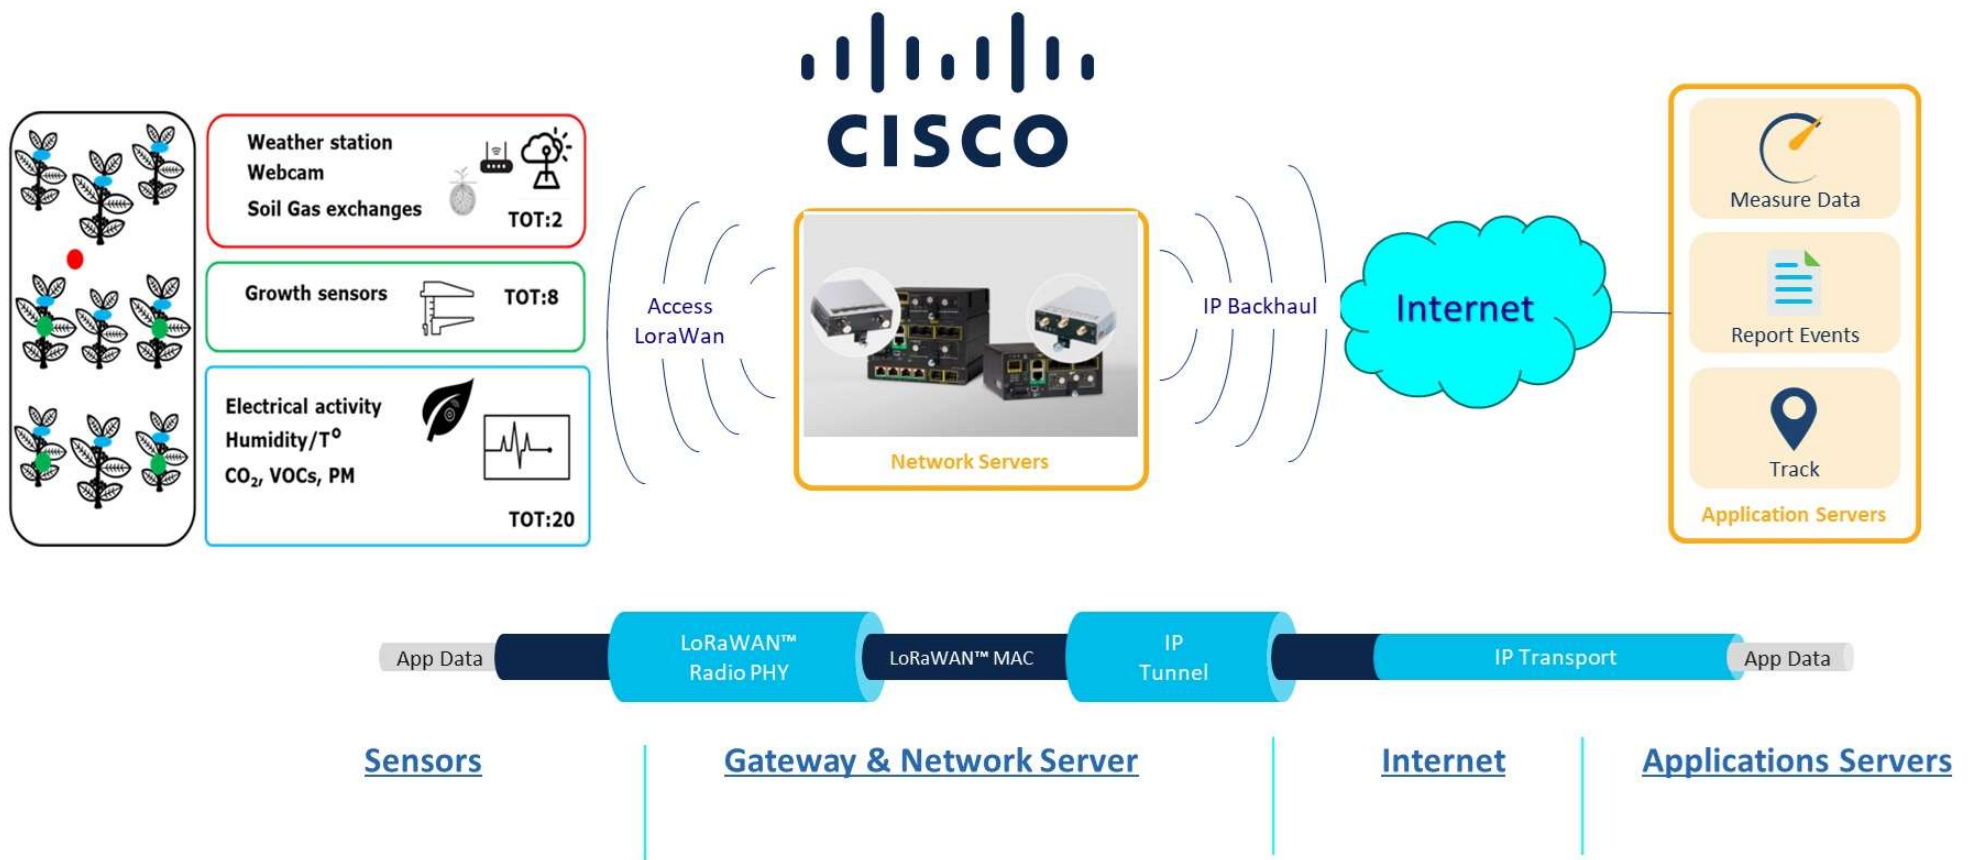 CISCO
Weather station
Webcam
Soil Gas exchanges
TOT:2
Growth sensors
TOT:8
Electrical activity
Humidity/T°
CO₂, VOCs, PM
TOT:20
Access
LoraWan
Network Servers
IP Backhaul
Internet
Measure Data
Report Events
Track
Application Servers
App Data
LoRaWAN™
Radio PHY
LoRaWAN™ MAC
IP
Tunnel
IP Transport
App Data
Sensors
Gateway & Network Server
Internet
Applications Servers